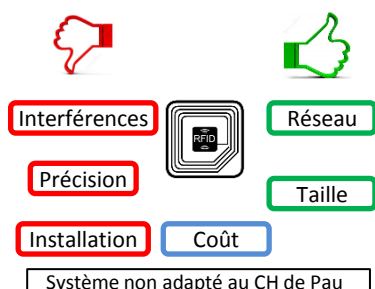 Interférences
RFID
Réseau
Précision
Taille
Installation
Coût
Système non adapté au CH de Pau